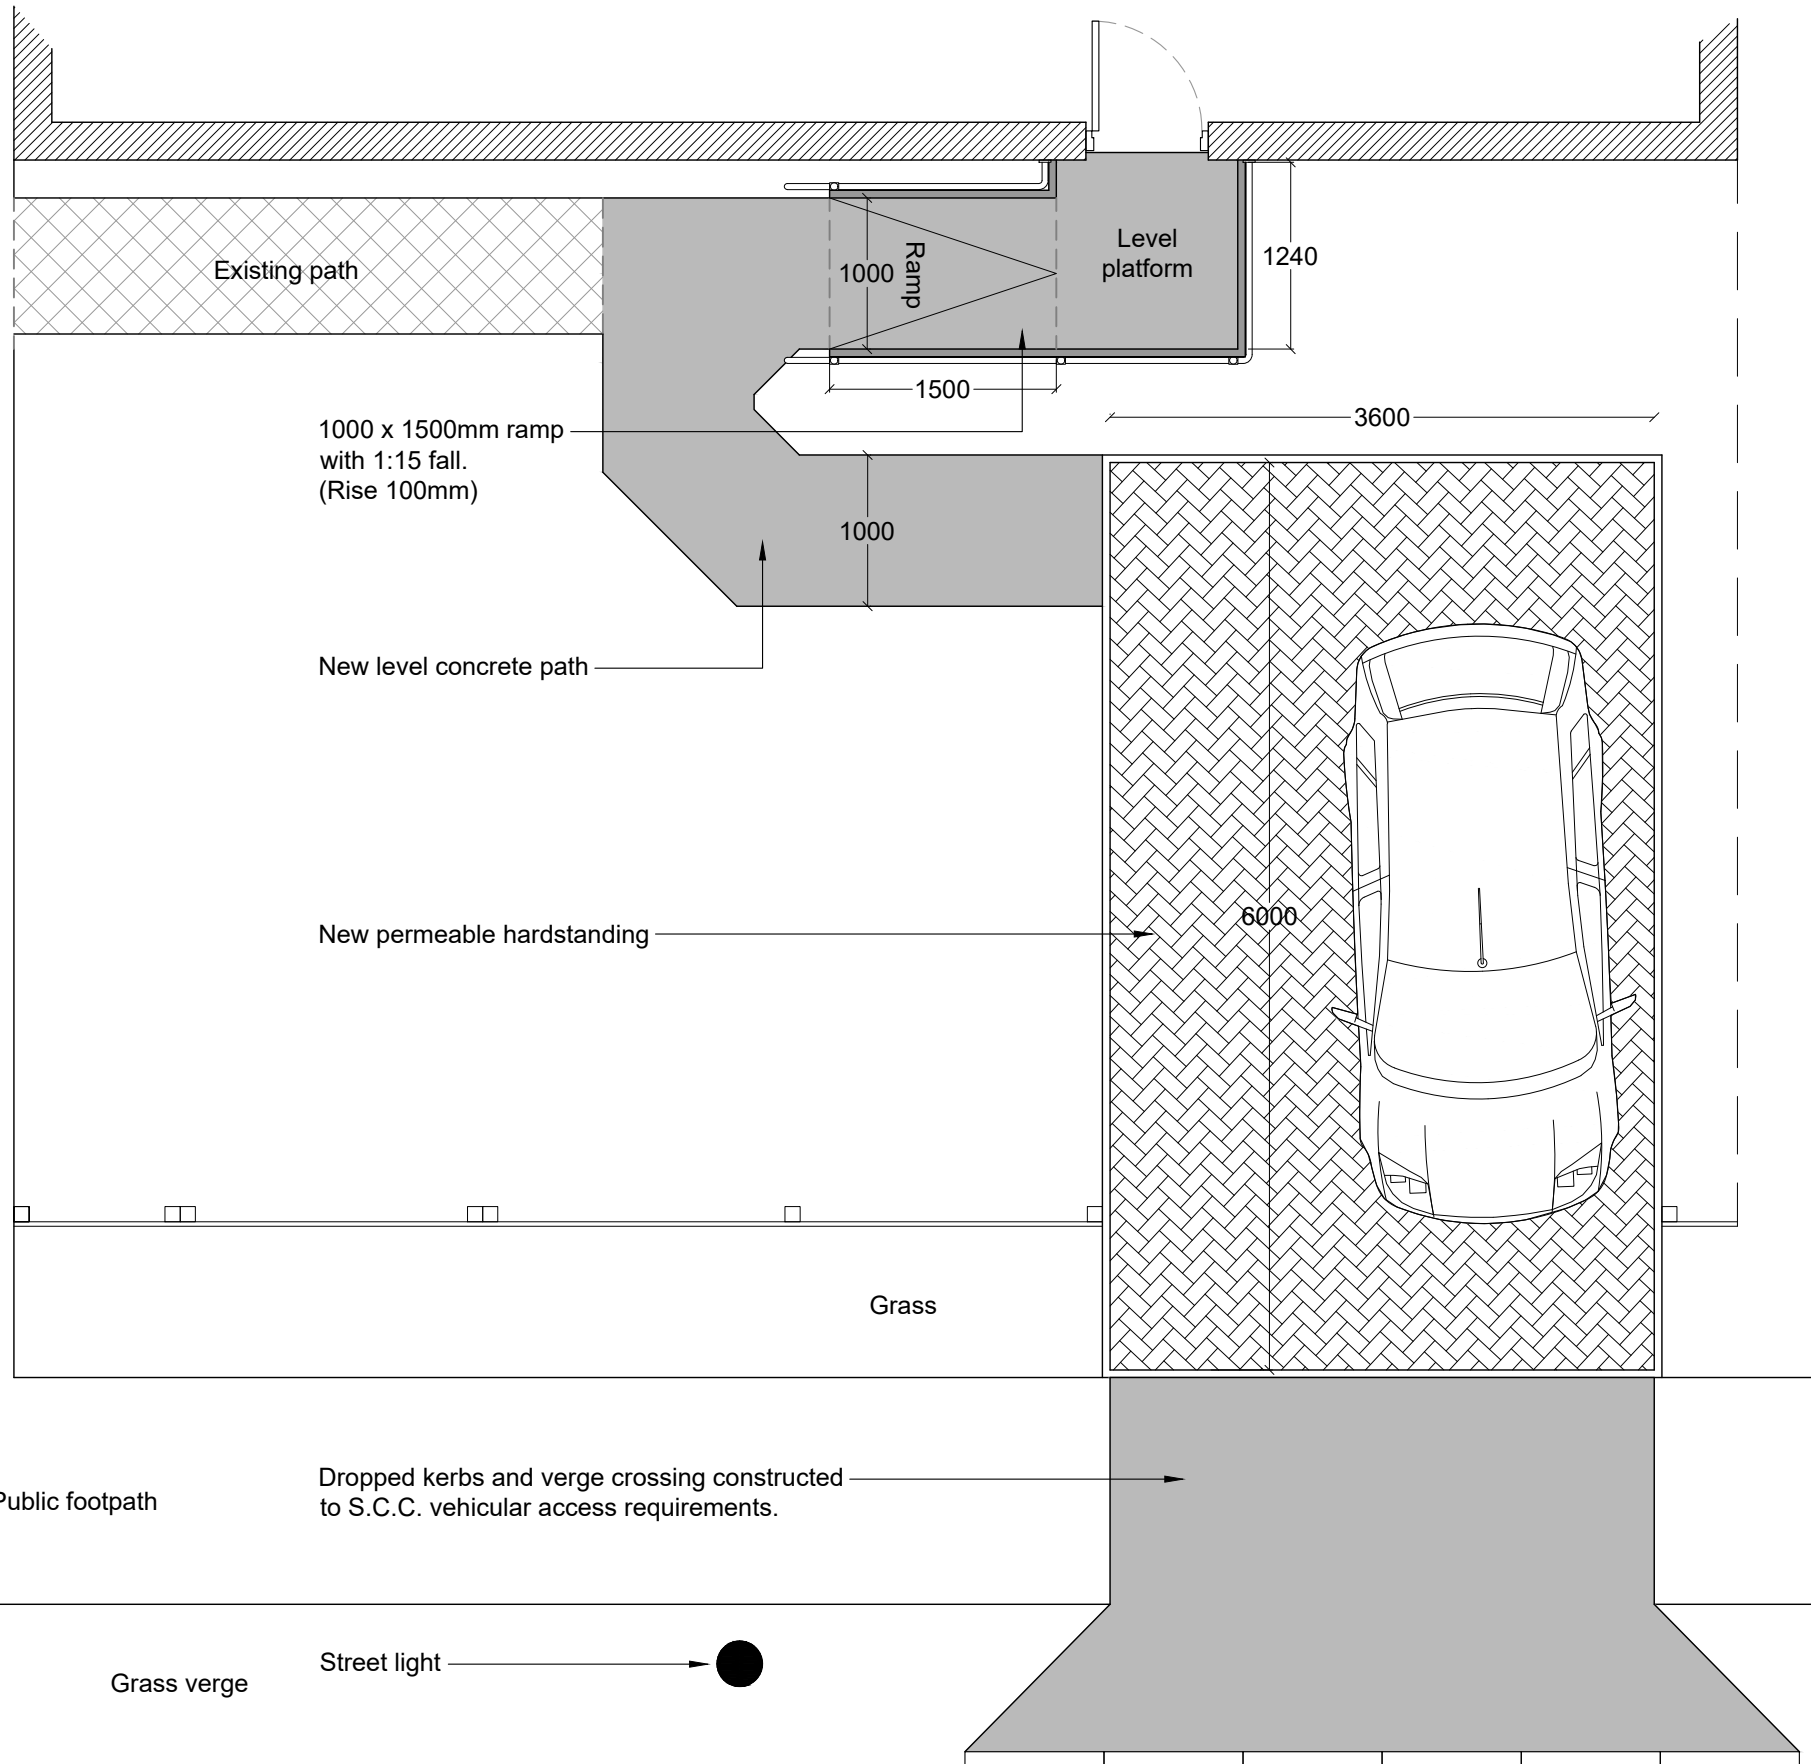 Existing path
1000
Ramp
Level
platform
1240
1500
3600
1000 x 1500mm ramp
with 1:15 fall.
(Rise 100mm)
1000
New level concrete path
6000
New permeable hardstanding
Grass
Public footpath
Dropped kerbs and verge crossing constructed
to S.C.C. vehicular access requirements.
Street light
Grass verge